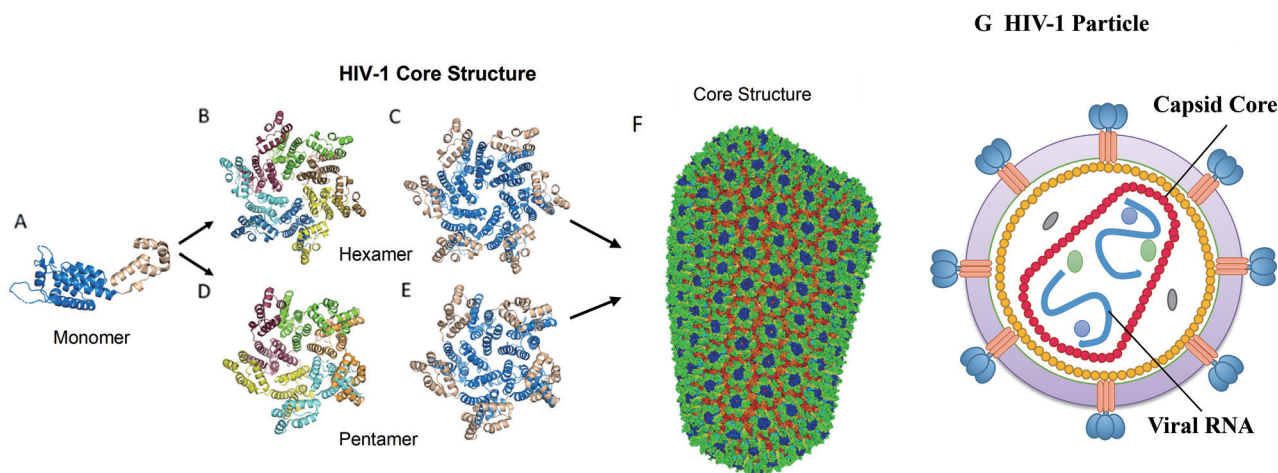 G HIV-1 Particle
HIV-1 Core Structure
Core Structure
Capsid Core
B
C
F
A
Hexamer
D
E
Monomer
Viral RNA
Pentamer